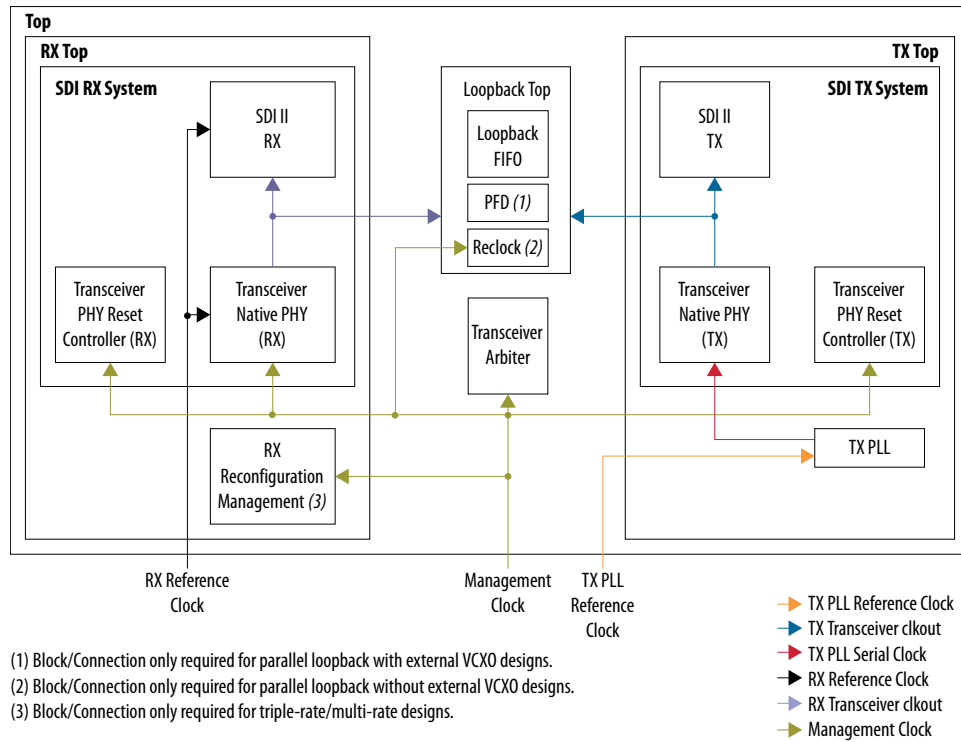 Top
RX Top
SDI RX System
SDI II
RX
Transceiver
PHY Reset
Controller (RX)
Transceiver
Native PHY
(RX)
RX
Reconfiguration
Management (3)
Loopback Top
Loopback
FIFO
PFD (1)
Reclock (2)
Transceiver
Arbiter
TX Top
SDI TX System
SDI II
TX
Transceiver
Native PHY
(TX)
Transceiver
PHY Reset
Controller (TX)
TX PLL
RX Reference
Clock
Management
Clock
TX PLL
Reference
Clock
TX PLL Reference Clock
TX Transceiver clkout
TX PLL Serial Clock
RX Reference Clock
RX Transceiver clkout
Management Clock
(1) Block/Connection only required for parallel loopback with external VCXO designs.
(2) Block/Connection only required for parallel loopback without external VCXO designs.
(3) Block/Connection only required for triple-rate/multi-rate designs.